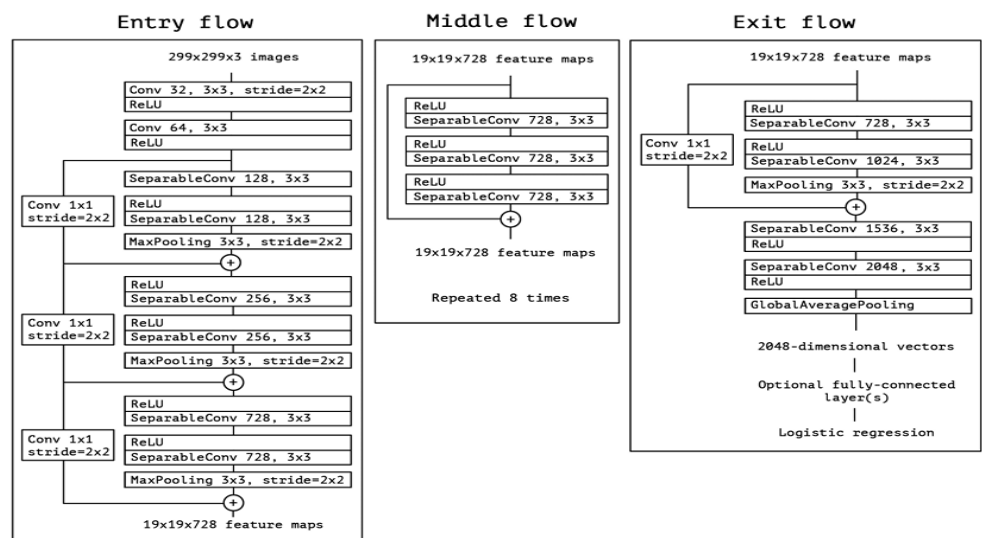 Entry flow
299x299x3 images
Conv 32, 3x3, stride=2x2
ReLU
Conv 64, 3x3
ReLU
SeparableConv 128, 3x3
Conv 1x1
stride=2x2
ReLU
SeparableConv 128, 3x3
MaxPooling 3x3, stride=2x2
+
ReLU
SeparableConv 256, 3x3
Conv 1x1
stride=2x2
ReLU
SeparableConv 256, 3x3
MaxPooling 3x3, stride=2x2
+
ReLU
SeparableConv 728, 3x3
Conv 1x1
stride=2x2
ReLU
SeparableConv 728, 3x3
MaxPooling 3x3, stride=2x2
+
19x19x728 feature maps
Middle flow
19x19x728 feature maps
ReLU
SeparableConv 728, 3x3
ReLU
SeparableConv 728, 3x3
ReLU
SeparableConv 728, 3x3
+
19x19x728 feature maps
Repeated 8 times
Exit flow
19x19x728 feature maps
ReLU
SeparableConv 728, 3x3
Conv 1x1
stride=2x2
ReLU
SeparableConv 1024, 3x3
MaxPooling 3x3, stride=2x2
+
SeparableConv 1536, 3x3
ReLU
SeparableConv 2048, 3x3
ReLU
GlobalAveragePooling
2048-dimensional vectors
Optional fully-connected
layer(s)
Logistic regression